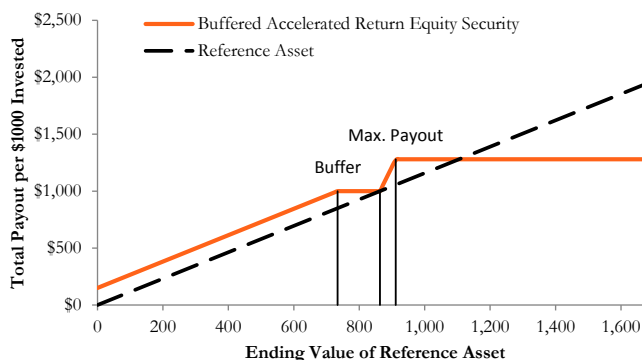 Buffered Accelerated Return Equity Security
Reference Asset
Total Payout per $1000 Invested
$2,500
$2,000
$1,500
$1,000
$500
$0
Max. Payout
Buffer
0
200
400
600
800
1,000
1,200
1,400
1,600
Ending Value of Reference Asset